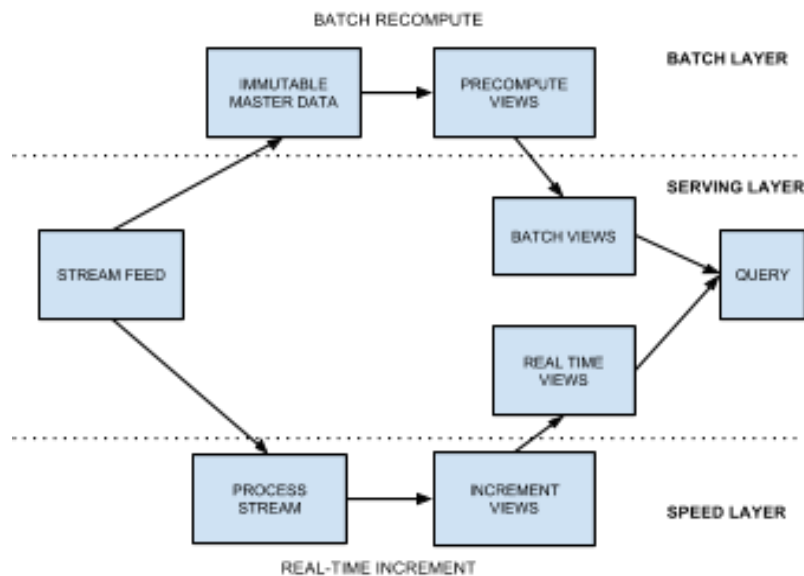 BATCH RECOMPUTE
BATCH LAYER
IMMUTABLE
MASTER DATA
PRECOMPUTE
VIEWS
SERVING LAYER
BATCH VIEWS
STREAM FEED
QUERY
REAL TIME
VIEWS
PROCESS
STREAM
INCREMENT
VIEWS
SPEED LAYER
REAL-TIME INCREMENT